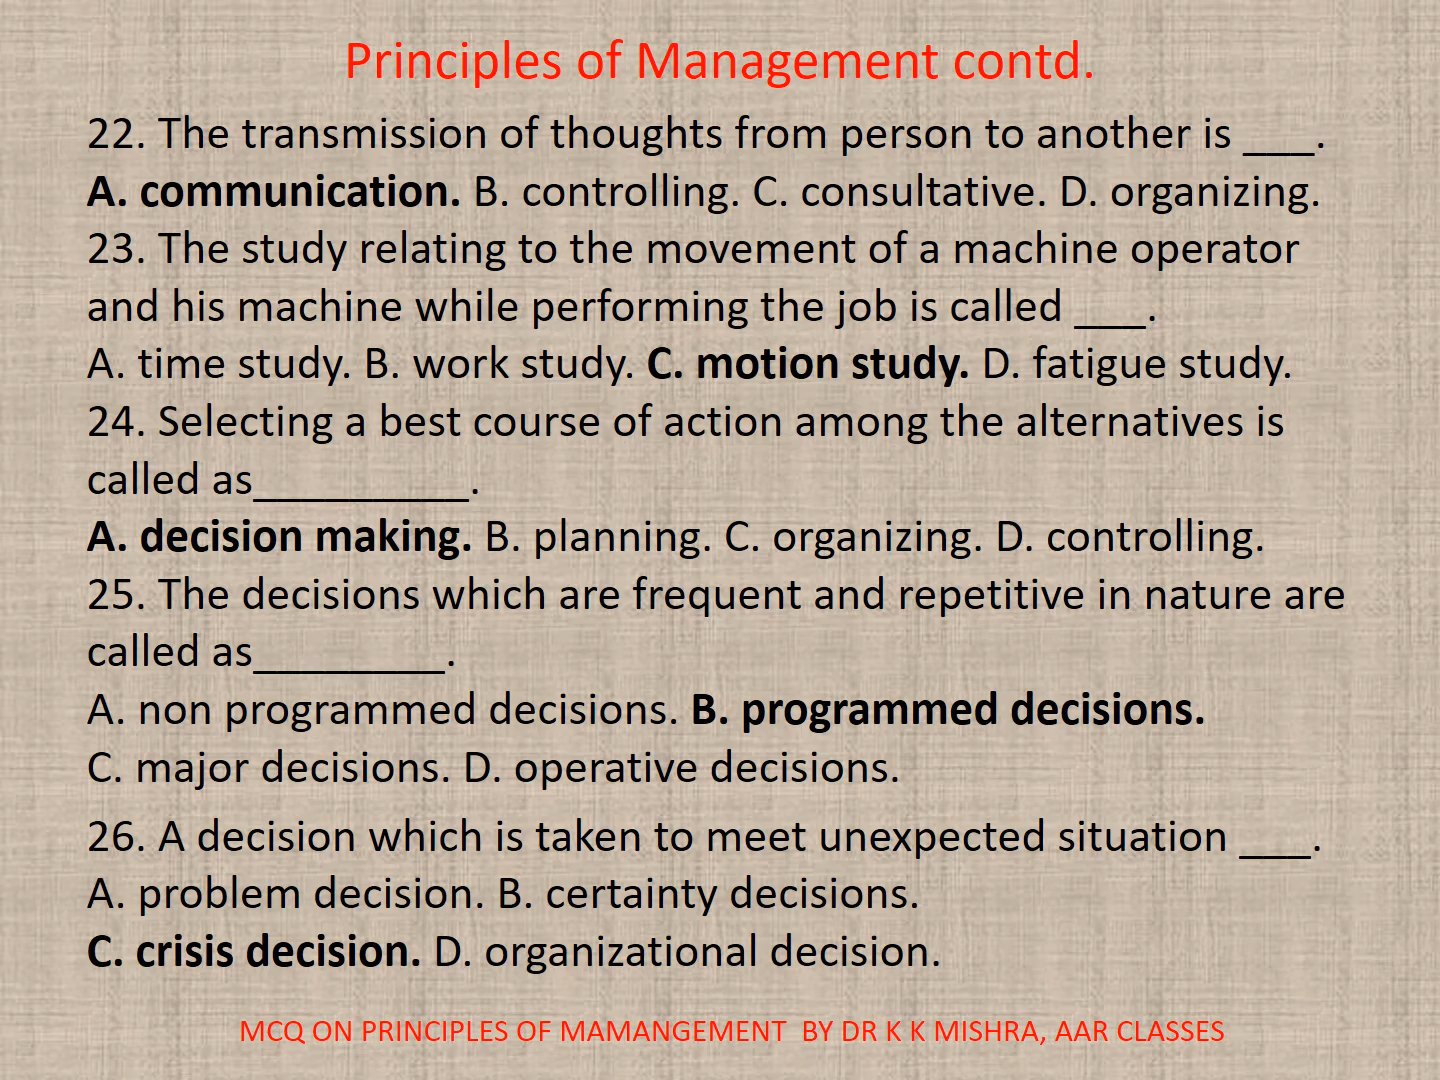 Principles of Management contd.
22. The transmission of thoughts from person to another is ___.
A. communication. B. controlling. C. consultative. D. organizing.
23. The study relating to the movement of a machine operator
and his machine while performing the job is called ___.
A. time study. B. work study. C. motion study. D. fatigue study.
24. Selecting a best course of action among the alternatives is
called as_________.
A. decision making. B. planning. C. organizing. D. controlling.
25. The decisions which are frequent and repetitive in nature are
called as________.
A. non programmed decisions. B. programmed decisions.
C. major decisions. D. operative decisions.
26. A decision which is taken to meet unexpected situation ___.
A. problem decision. B. certainty decisions.
C. crisis decision. D. organizational decision.
MCQ ON PRINCIPLES OF MAMANGEMENT  BY DR K K MISHRA, AAR CLASSES